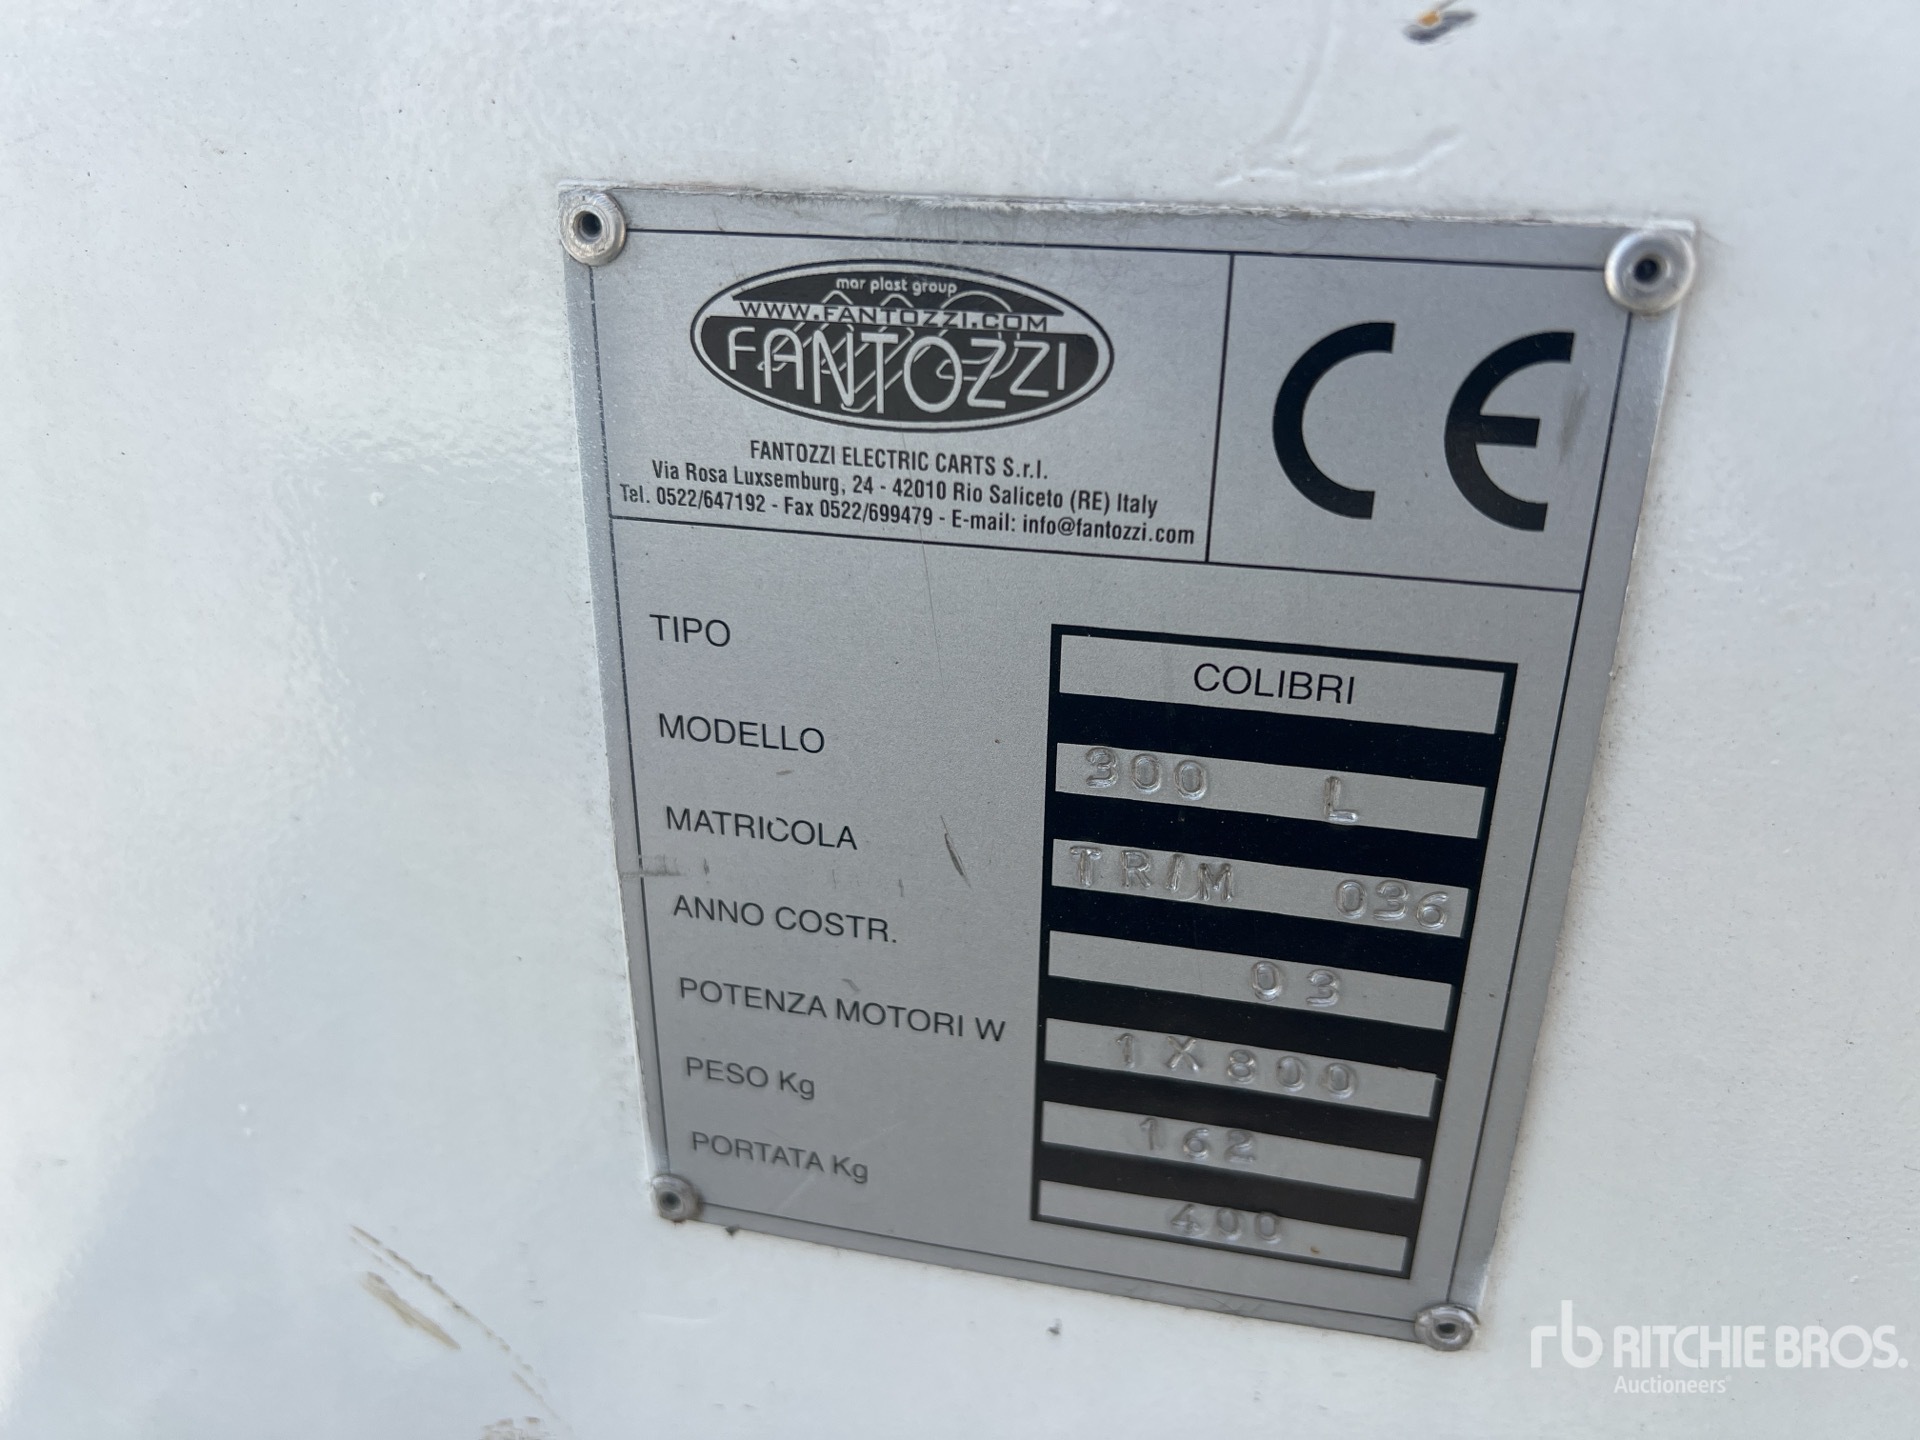 mar plast group
WWW.FANTOZZI.COM
FANTOZZI
FANTOZZI ELECTRIC CARTS S.r.l.
Via Rosa Luxsemburg, 24 - 42010 Rio Saliceto (RE) Italy
Tel. 0522/647192 - Fax 0522/699479 - E-mail: info@fantozzi.com
CE
TIPO COLIBRI
MODELLO 300 L
MATRICOLA TRIM 036
ANNO COSTR. 03
POTENZA MOTORI W 1X800
PESO Kg 162
PORTATA Kg 400
rb RITCHIE BROS.
Auctioneers